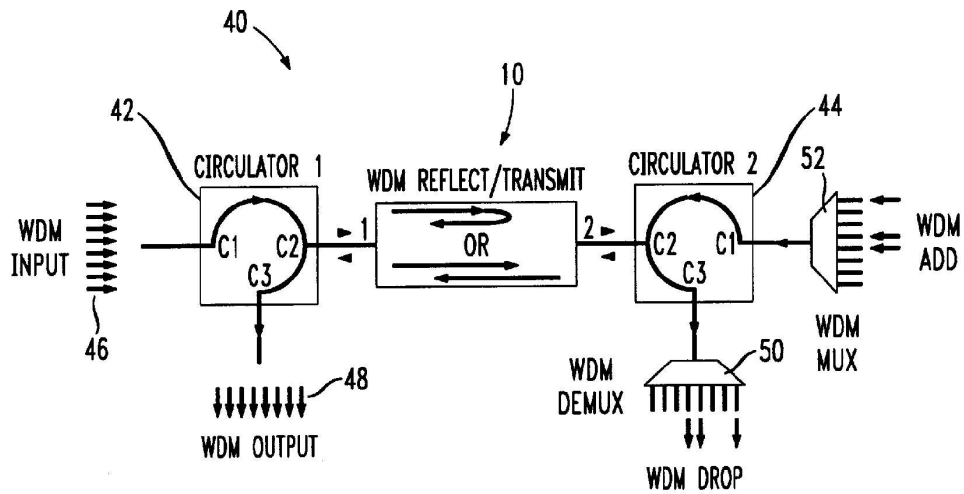 40
10
42
44
CIRCULATOR 1
WDM REFLECT/TRANSMIT
CIRCULATOR 2
52
WDM
INPUT
C1
C2
C3
1
OR
2
C2
C1
C3
WDM
ADD
46
WDM
MUX
48
WDM OUTPUT
WDM
DEMUX
50
WDM DROP